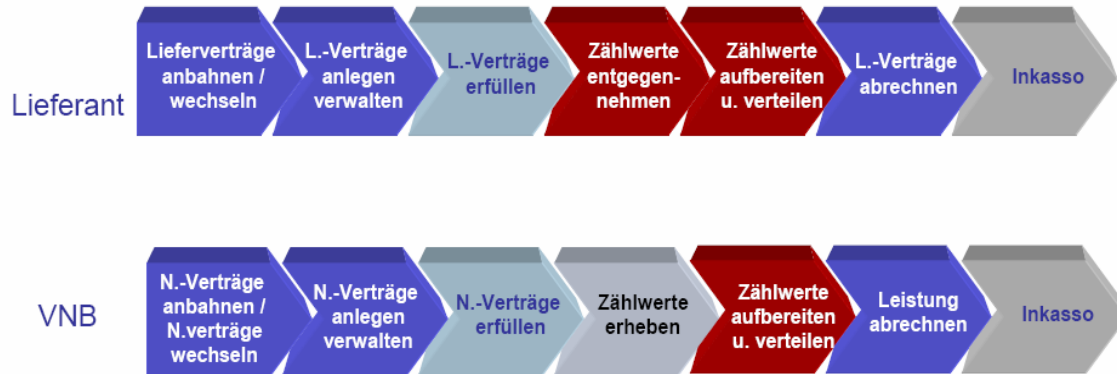 Lieferant
Lieferverträge
anbahnen /
wechseln
L.-Verträge
anlegen
verwalten
L.-Verträge
erfüllen
Zählwerte
entgegen-
nehmen
Zählwerte
aufbereiten
u. verteilen
L.-Verträge
abrechnen
Inkasso
VNB
N.-Verträge
anbahnen /
N.verträge
wechseln
N.-Verträge
anlegen
verwalten
N.-Verträge
erfüllen
Zählwerte
erheben
Zählwerte
aufbereiten
u. verteilen
Leistung
abrechnen
Inkasso